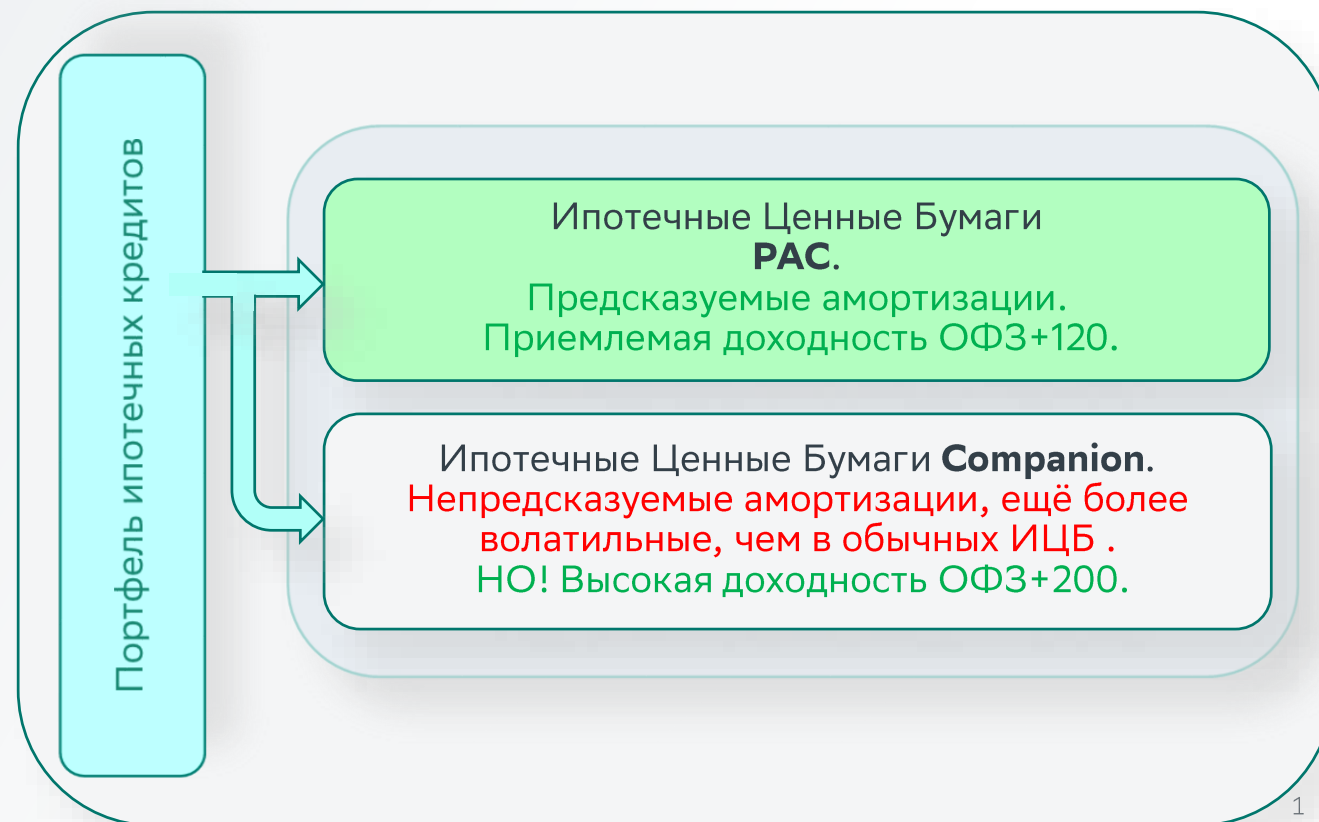 Портфель ипотечных кредитов
Ипотечные Ценные Бумаги
PAC.
Предсказуемые амортизации.
Приемлемая доходность ОФЗ+120.
Ипотечные Ценные Бумаги Companion.
Непредсказуемые амортизации, ещё более
волатильные, чем в обычных ИЦБ .
НО! Высокая доходность ОФЗ+200.
1